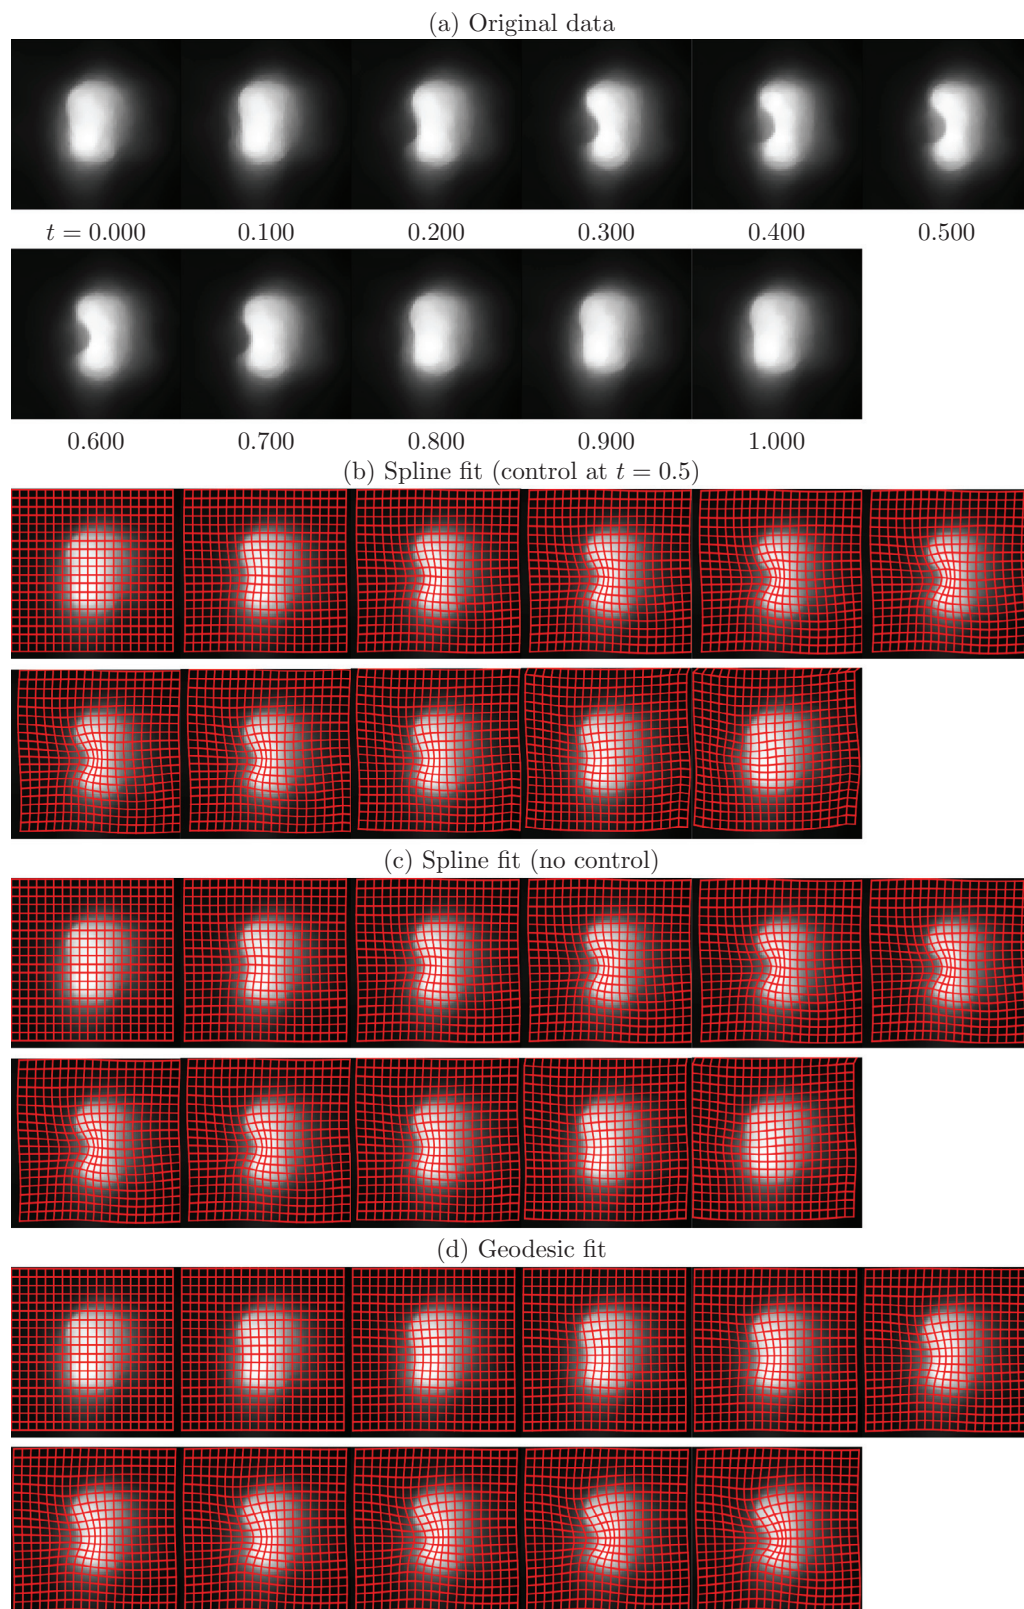 (a) Original data
t = 0.000 0.100 0.200 0.300 0.400 0.500
0.600 0.700 0.800 0.900 1.000
(b) Spline fit (control at t = 0.5)
(c) Spline fit (no control)
(d) Geodesic fit